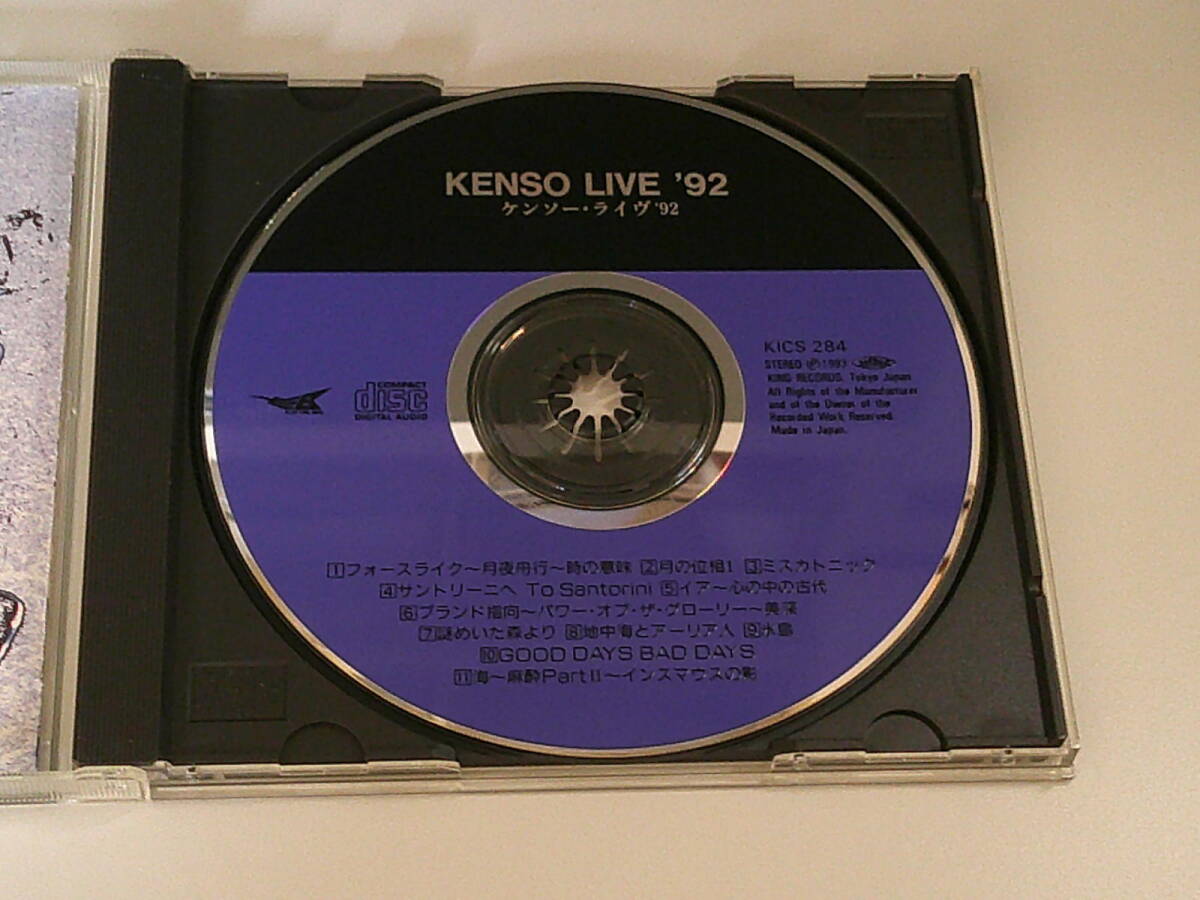 KENSO LIVE '92
ケンソー・ライヴ'92
KICS 284
STEREO Ⓟ1993
KING RECORDS, Tokyo Japan
All Rights of the Manufacturer
and of the Owner of the
Recorded Work Reserved.
Made in Japan.
COMPACT
disc
DIGITAL AUDIO
1フォースライク〜月夜舟行〜時の意味 2月の位相I 3ミスカトニック
4サントリーニへ To Santorini 5イア〜心の中の古代
6ブランド指向〜パワー・オブ・ザ・グローリー〜美深
7謎めいた森より 8地中海とアーリア人 9氷島
10GOOD DAYS BAD DAYS
11海〜麻酔Part II〜インスマウスの影